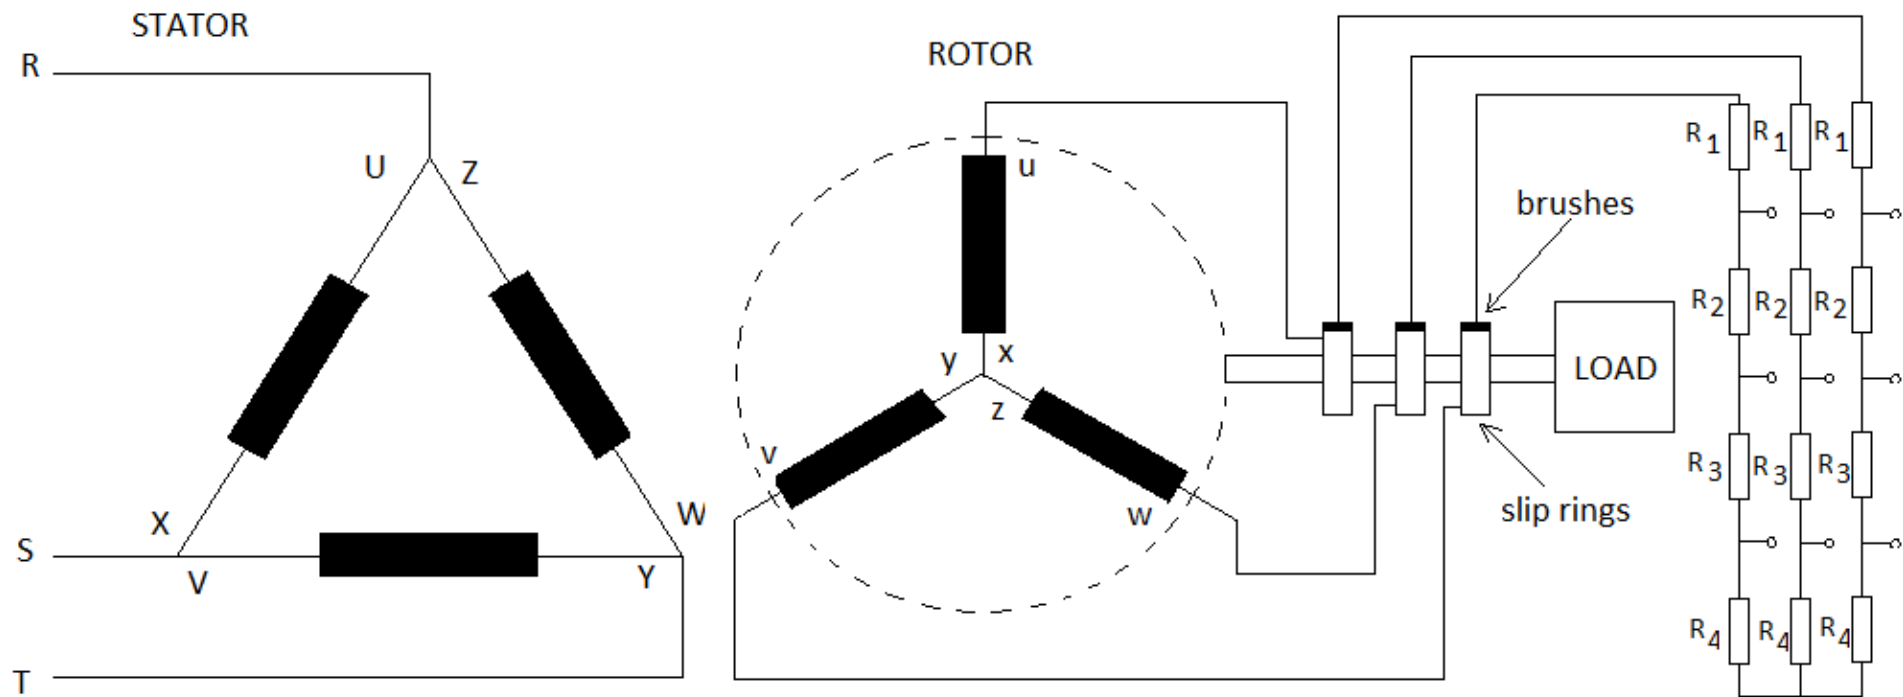 STATOR
ROTOR
R
U
Z
X
V
S
W
Y
T
u
x
y
z
v
w
brushes
slip rings
LOAD
R1 R1 R1
R2 R2 R2
R3 R3 R3
R4 R4 R4